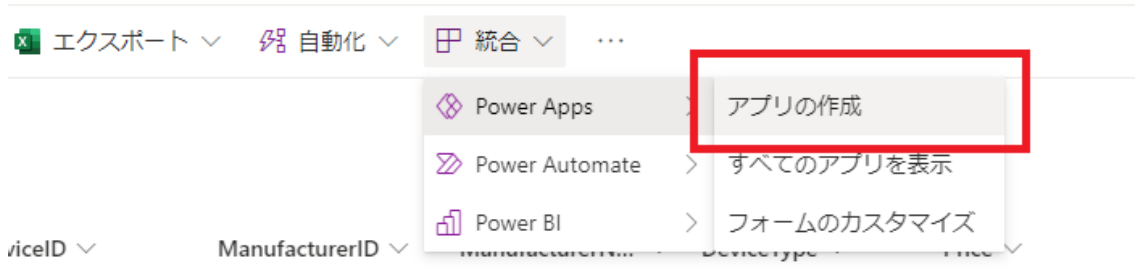 エクスポート 自動化 統合 ...
Power Apps アプリの作成
Power Automate すべてのアプリを表示
Power BI フォームのカスタマイズ
viceID ManufacturerID